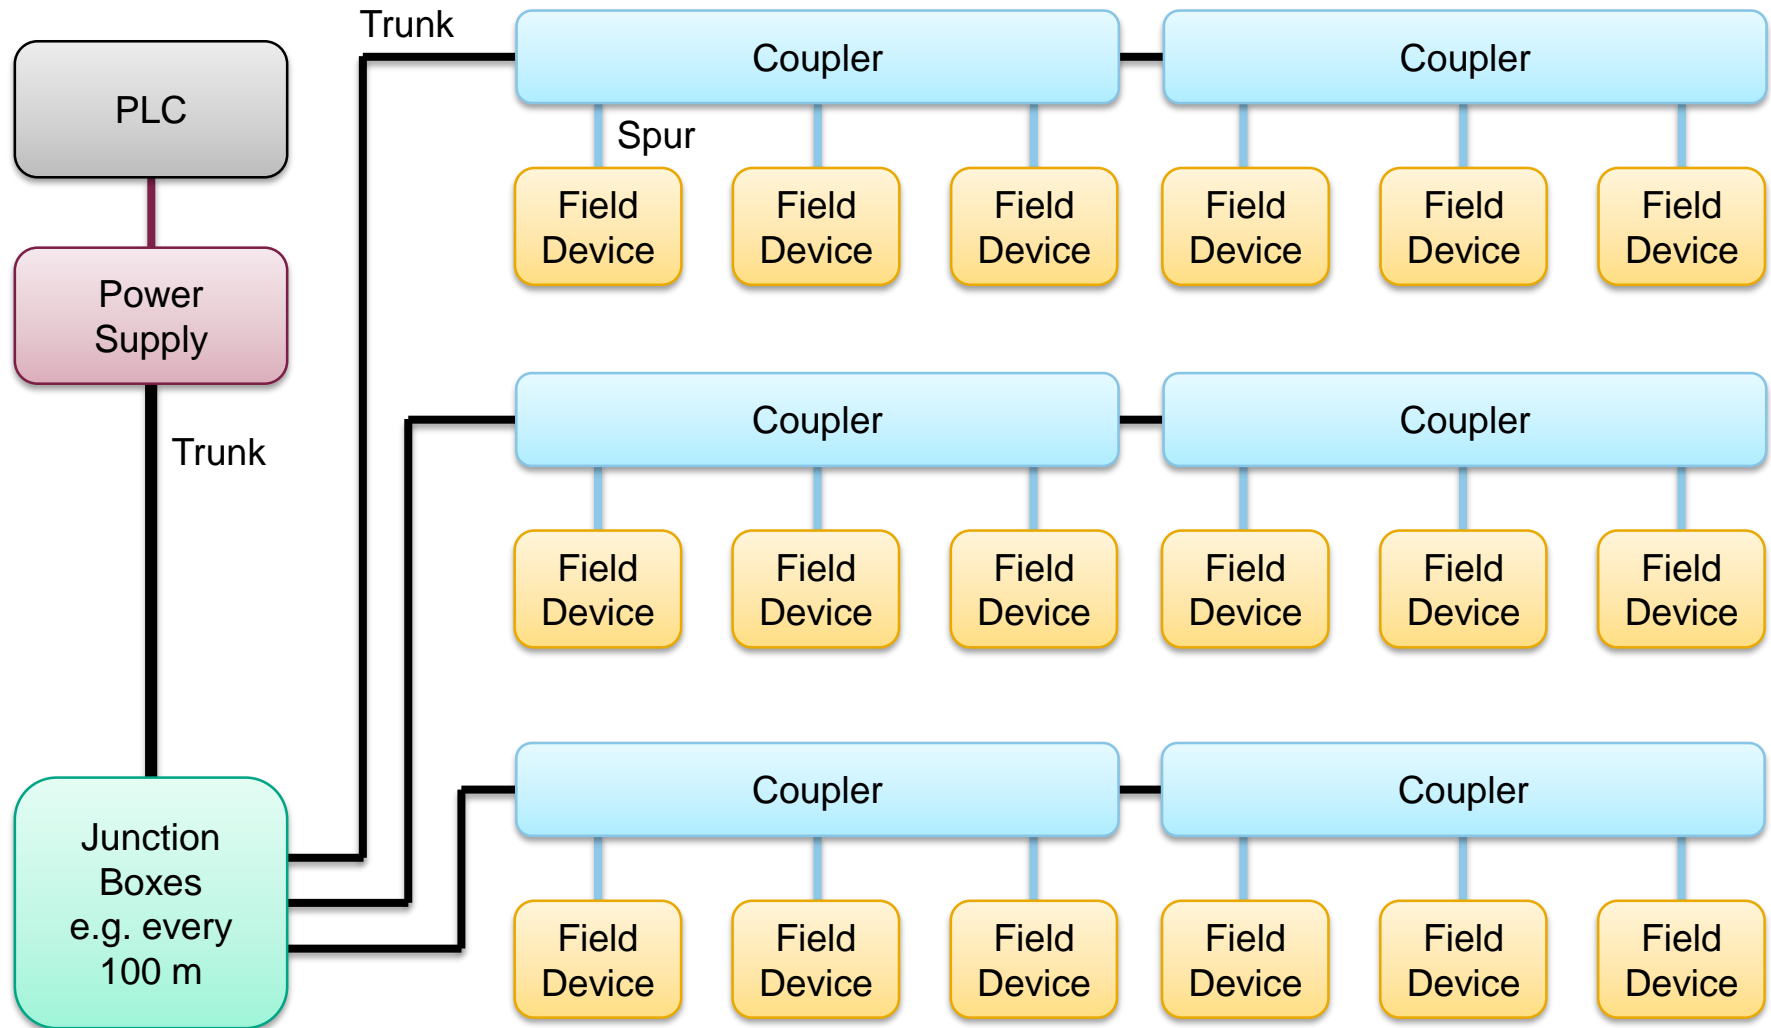 Trunk
PLC
Power
Supply
Trunk
Junction
Boxes
e.g. every
100 m
Coupler
Coupler
Spur
Field
Device
Field
Device
Field
Device
Field
Device
Field
Device
Field
Device
Coupler
Coupler
Field
Device
Field
Device
Field
Device
Field
Device
Field
Device
Field
Device
Coupler
Coupler
Field
Device
Field
Device
Field
Device
Field
Device
Field
Device
Field
Device